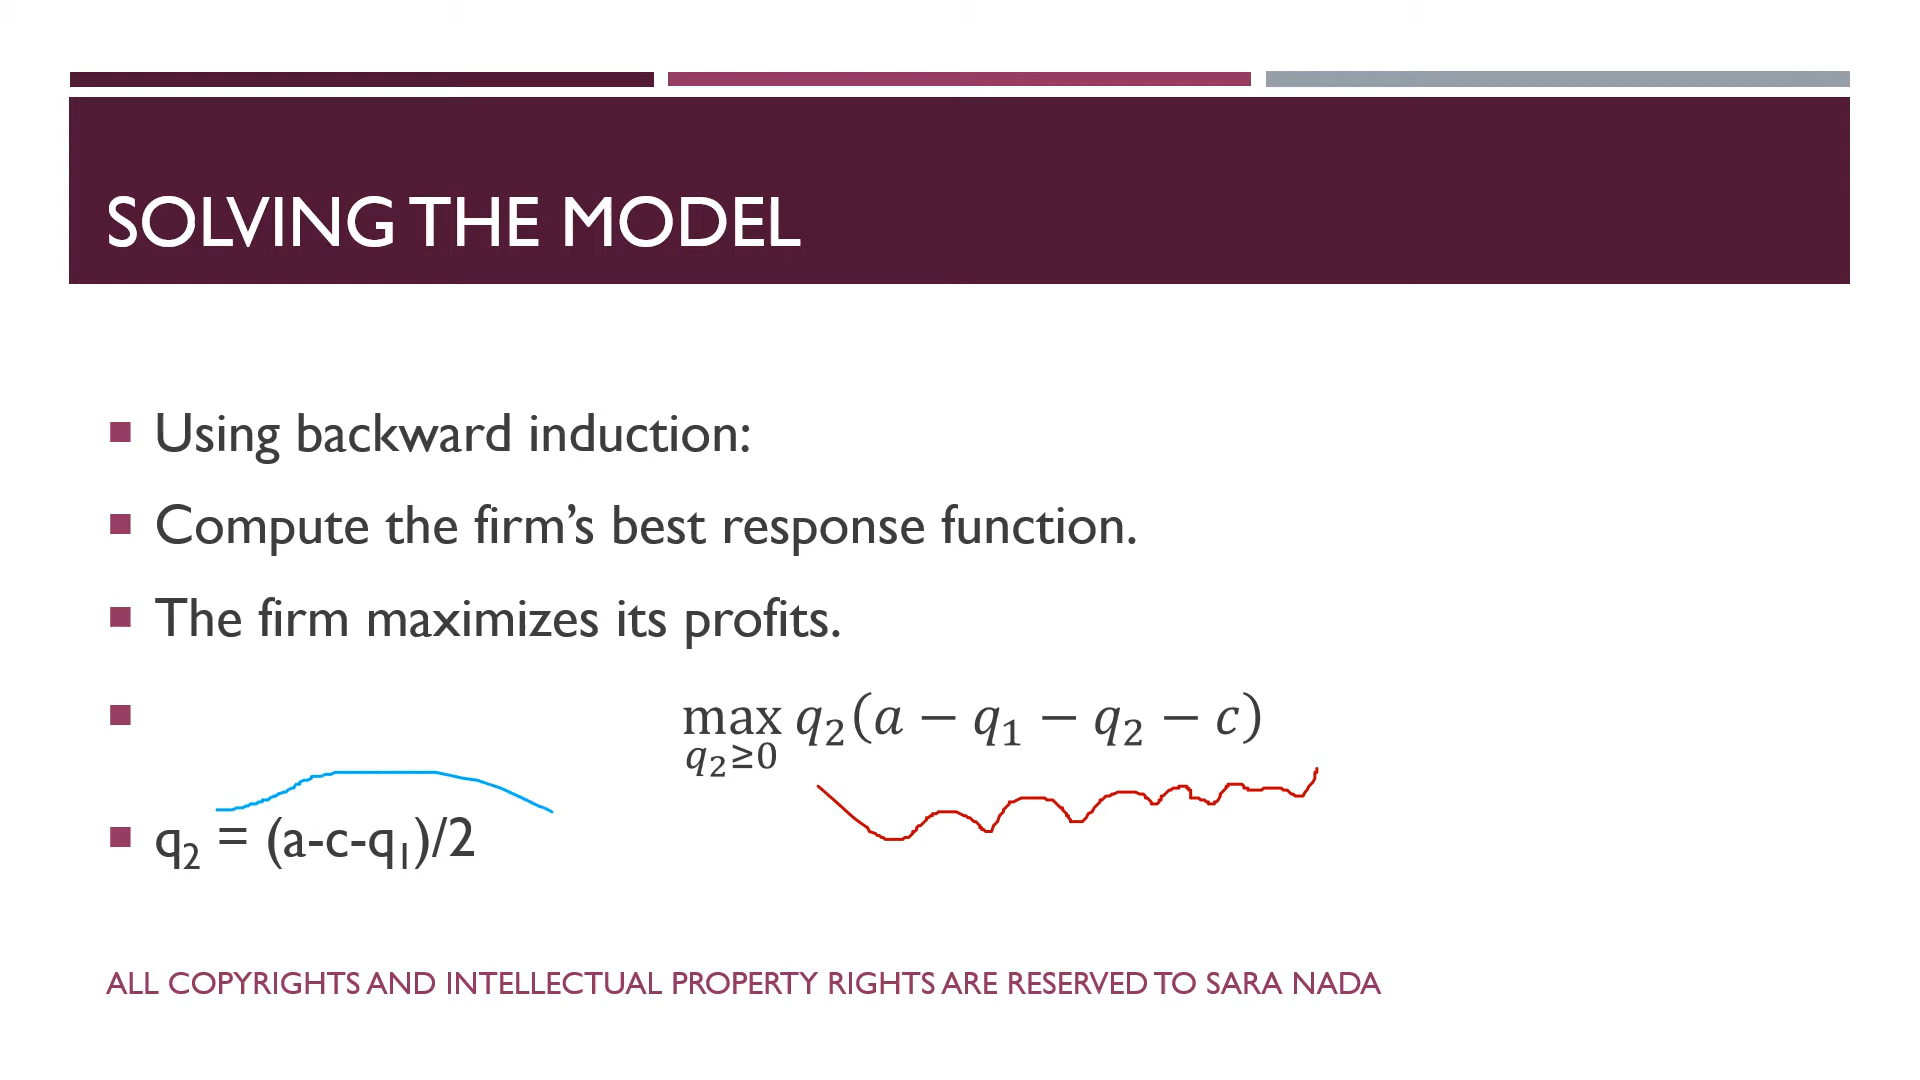 SOLVING THE MODEL
Using backward induction:
Compute the firm’s best response function.
The firm maximizes its profits.
max q₂(a − q₁ − q₂ − c)
q₂≥0
q₂ = (a-c-q₁)/2
ALL COPYRIGHTS AND INTELLECTUAL PROPERTY RIGHTS ARE RESERVED TO SARA NADA